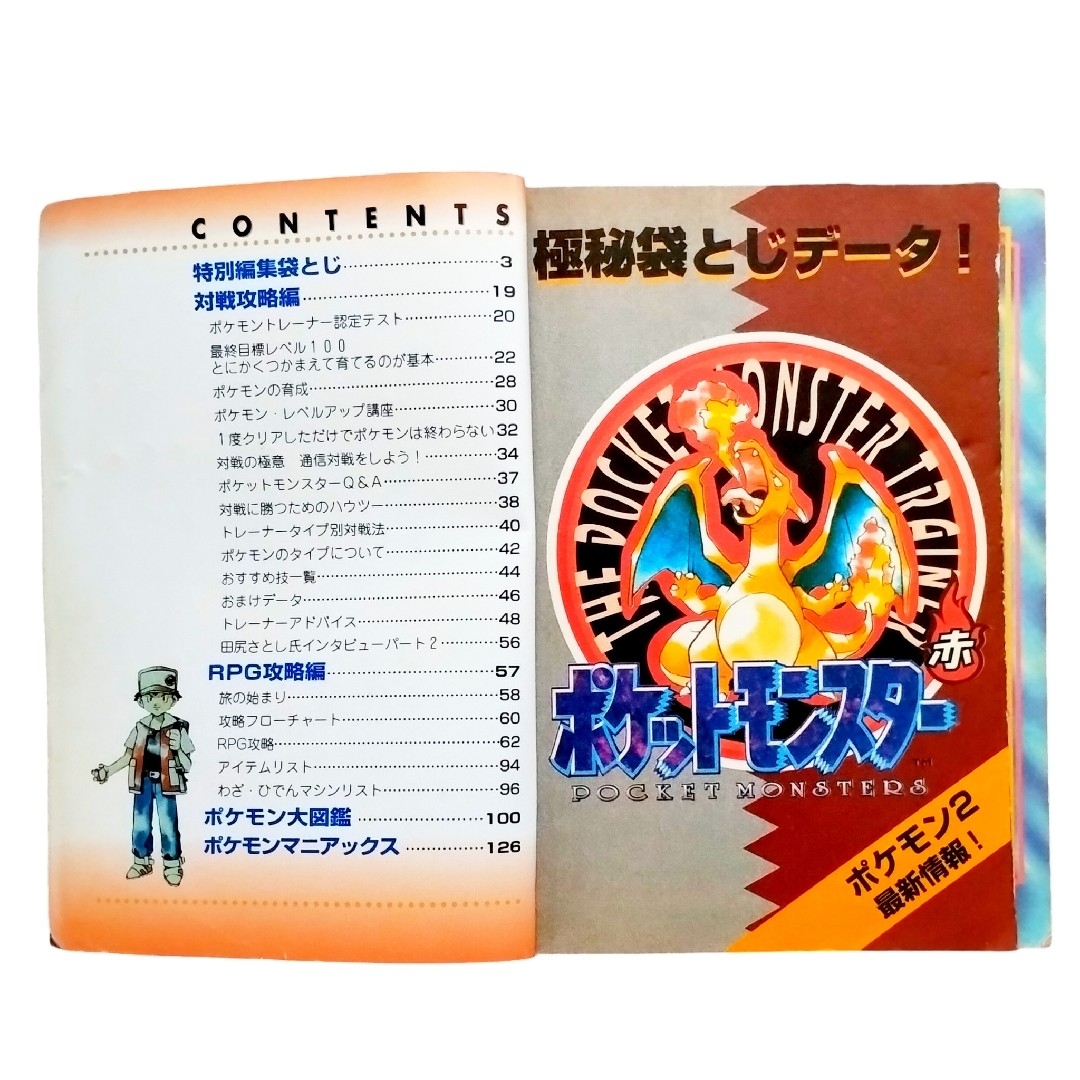 CONTENTS
特別編集袋とじ 3
対戦攻略編 19
ポケモントレーナー認定テスト 20
最終目標レベル100
とにかくつかまえて育てるのが基本 22
ポケモンの育成 28
ポケモン・レベルアップ講座 30
1度クリアしただけでポケモンは終わらない 32
対戦の極意　通信対戦をしよう！ 34
ポケットモンスターQ&A 37
対戦に勝つためのハウツー 38
トレーナータイプ別対戦法 40
ポケモンのタイプについて 42
おすすめ技一覧 44
おまけデータ 46
トレーナーアドバイス 48
田尻さとし氏インタビューパート2 56
RPG攻略編 57
旅の始まり 58
攻略フローチャート 60
RPG攻略 62
アイテムリスト 94
わざ・ひでんマシンリスト 96
ポケモン大図鑑 100
ポケモンマニアックス 126
極秘袋とじデータ！
THE POCKET MONSTER TRAINER
赤
ポケットモンスター
TM
POCKET MONSTERS
ポケモン2
最新情報！